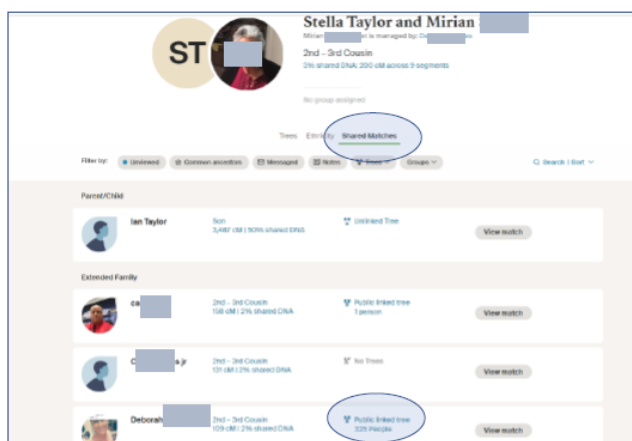 Stella Taylor and Mirian
ST
Mirian is managed by:
2nd – 3rd Cousin
3% shared DNA: 200 cM across 9 segments
No group assigned
Trees Ethnicity Shared Matches
Filter by: Unviewed Common ancestors Messaged Notes Trees Groups Search | Sort
Parent/Child
Ian Taylor Son Unlinked Tree
3,487 cM | 50% shared DNA View match
Extended Family
ca 2nd – 3rd Cousin Public linked tree
158 cM | 2% shared DNA 1 person View match
C s jr 2nd – 3rd Cousin No Trees
131 cM | 2% shared DNA View match
Deborah 2nd – 3rd Cousin Public linked tree
109 cM | 2% shared DNA 325 People View match